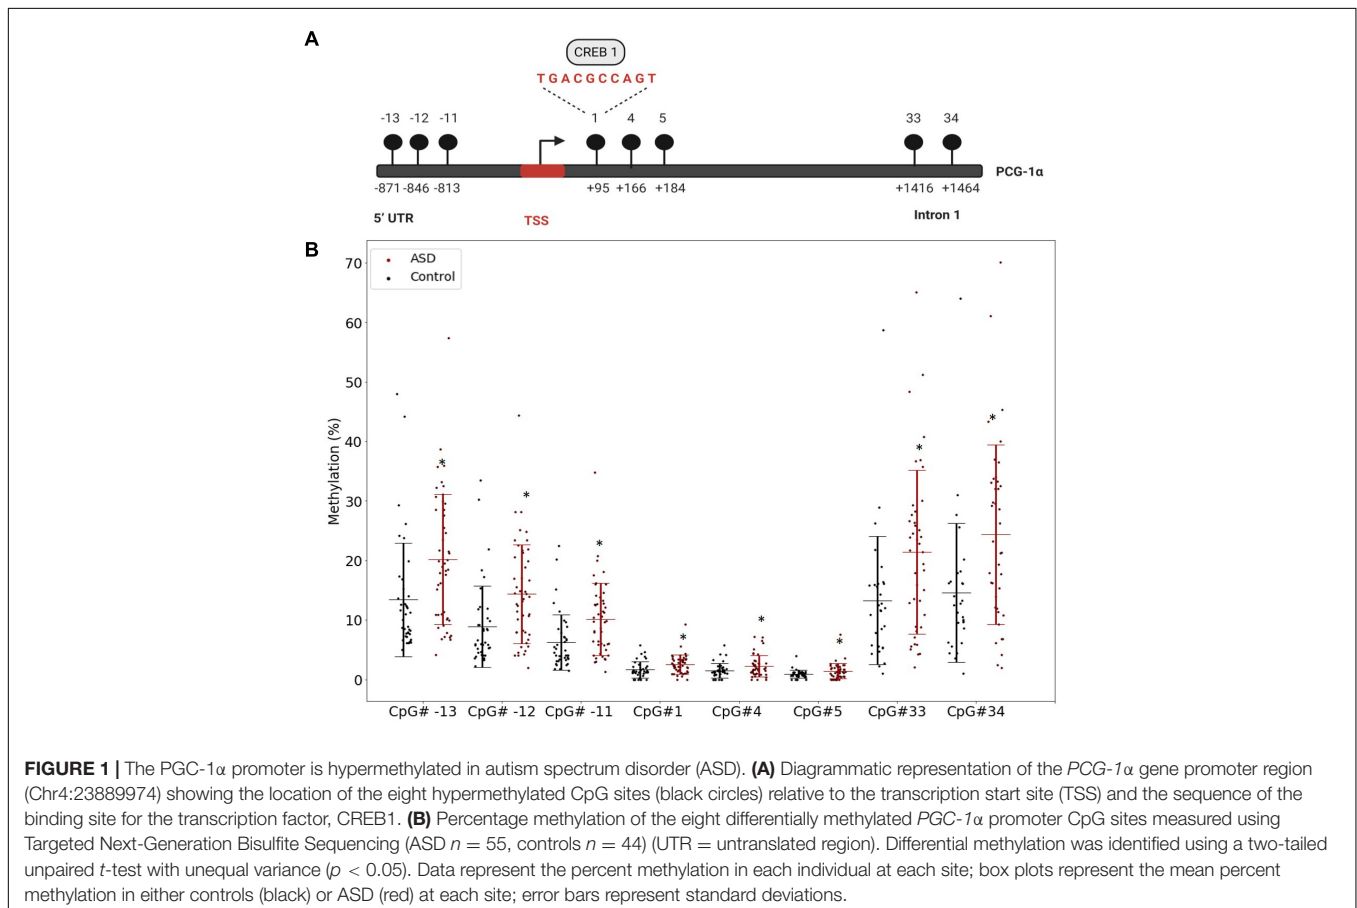 A
CREB 1
TGACGCCAGT
-13 -12 -11 1 4 5 33 34
PCG-1α
-871 -846 -813 +95 +166 +184 +1416 +1464
5' UTR TSS Intron 1
B
ASD
Control
70
60
50
40
30
20
10
0
Methylation (%)
* * * * * * * *
CpG# -13 CpG# -12 CpG# -11 CpG#1 CpG#4 CpG#5 CpG#33 CpG#34
FIGURE 1 | The PGC-1α promoter is hypermethylated in autism spectrum disorder (ASD). (A) Diagrammatic representation of the PCG-1α gene promoter region
(Chr4:23889974) showing the location of the eight hypermethylated CpG sites (black circles) relative to the transcription start site (TSS) and the sequence of the
binding site for the transcription factor, CREB1. (B) Percentage methylation of the eight differentially methylated PGC-1α promoter CpG sites measured using
Targeted Next-Generation Bisulfite Sequencing (ASD n = 55, controls n = 44) (UTR = untranslated region). Differential methylation was identified using a two-tailed
unpaired t-test with unequal variance (p < 0.05). Data represent the percent methylation in each individual at each site; box plots represent the mean percent
methylation in either controls (black) or ASD (red) at each site; error bars represent standard deviations.